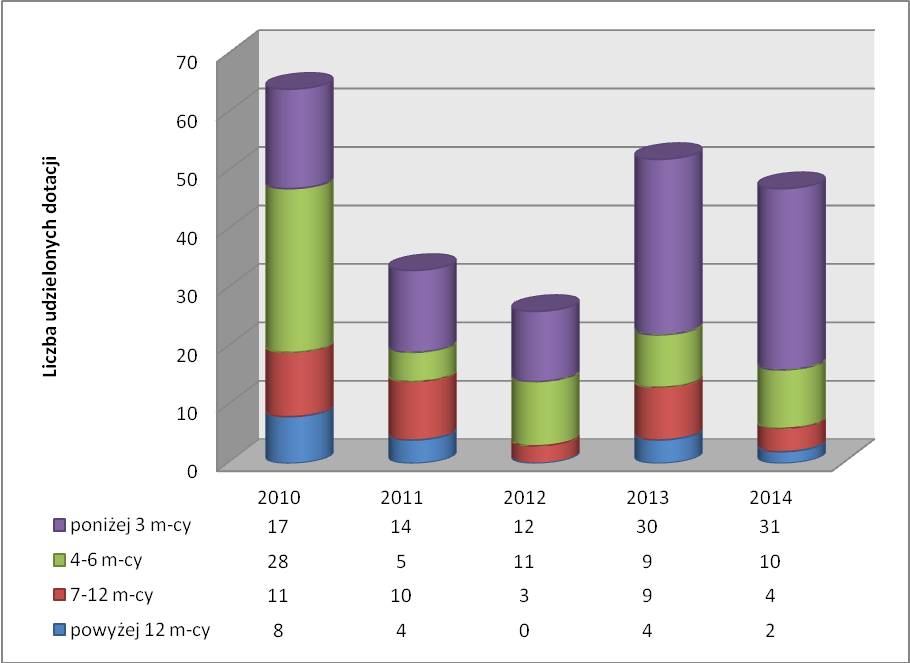 Liczba udzielonych dotacji
70
60
50
40
30
20
10
0
2010 2011 2012 2013 2014
poniżej 3 m-cy 17 14 12 30 31
4-6 m-cy 28 5 11 9 10
7-12 m-cy 11 10 3 9 4
powyżej 12 m-cy 8 4 0 4 2